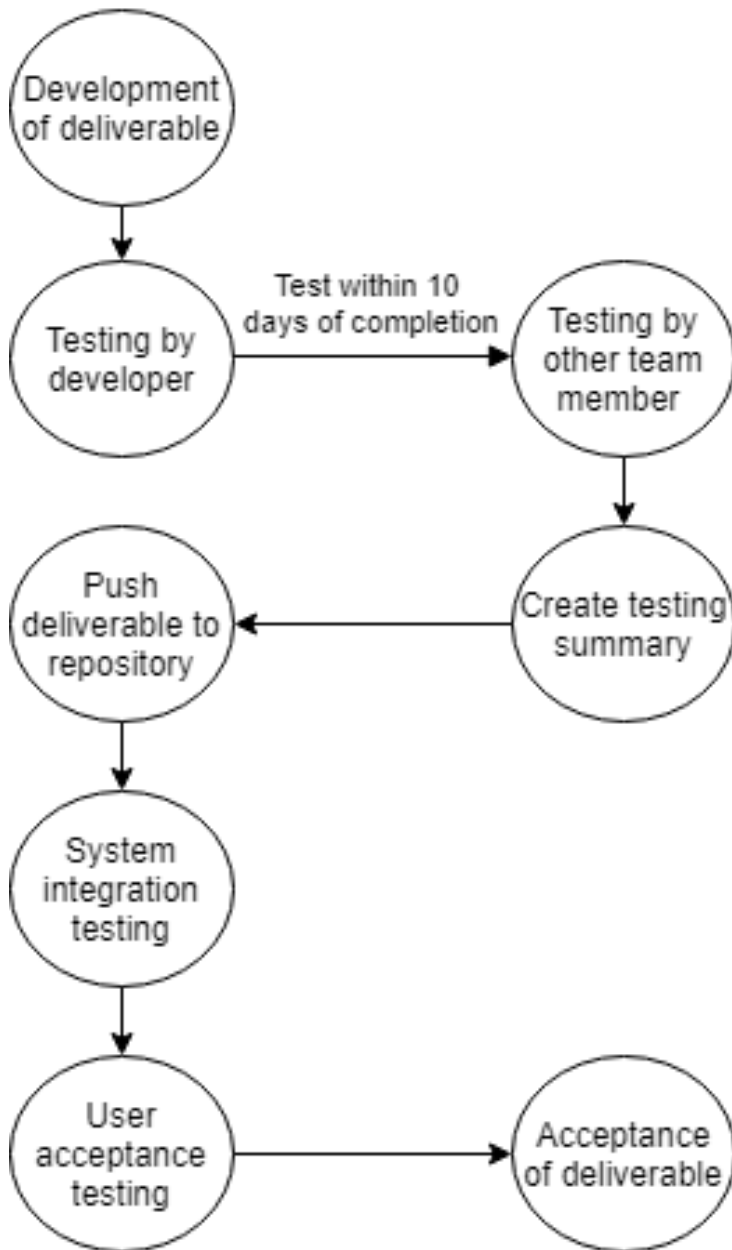 Development
of deliverable
Testing by
developer
Test within 10
days of completion
Testing by
other team
member
Create testing
summary
Push
deliverable to
repository
System
integration
testing
User
acceptance
testing
Acceptance
of deliverable